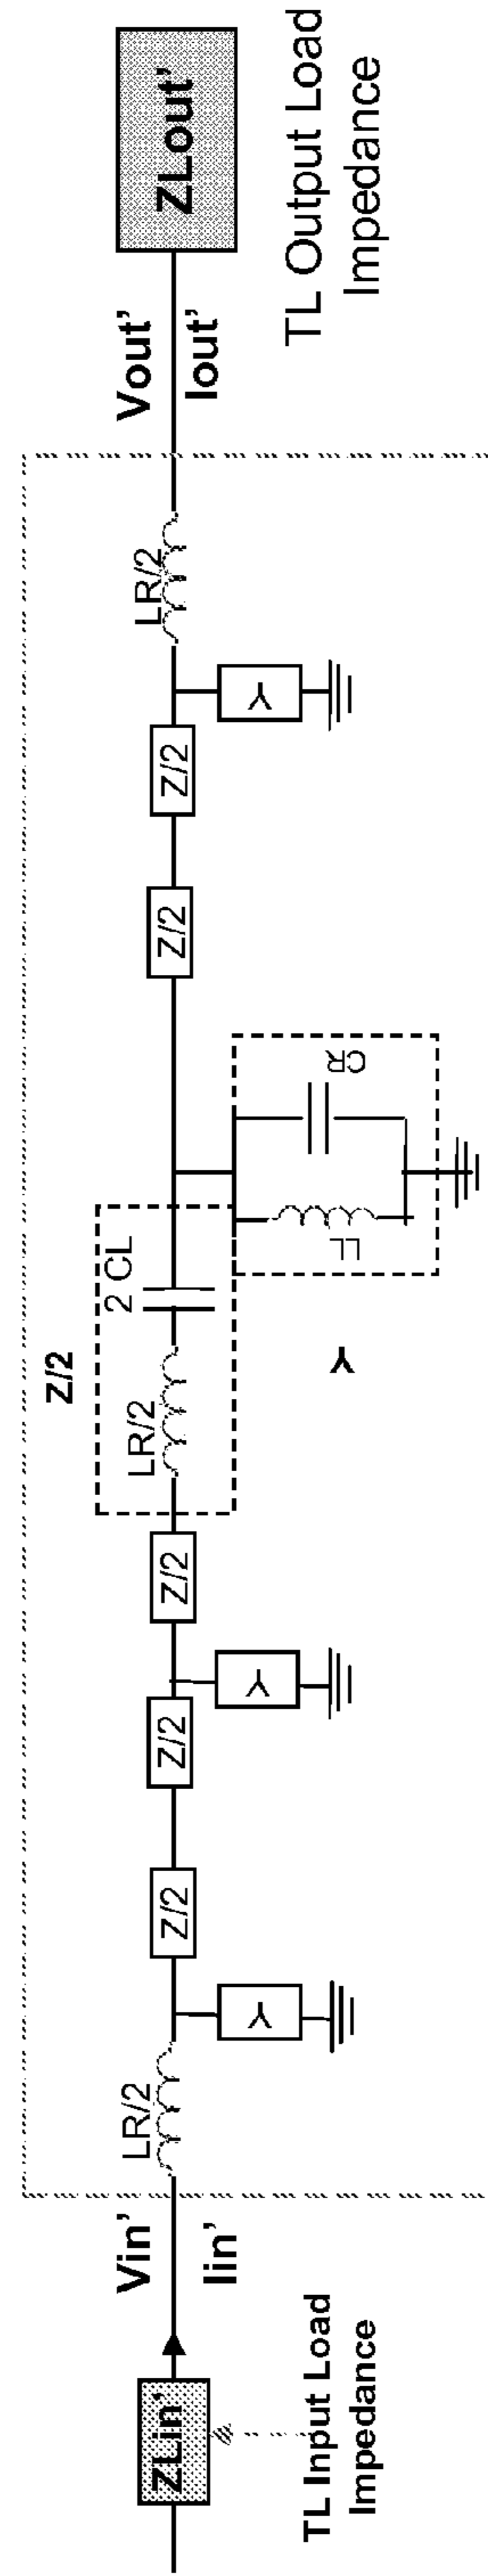 ZLin'
TL Input Load
Impedance
Vin'
Iin'
LR/2
Y
Z/2
Z/2
Y
Z/2
Z/2
LR/2
2 CL
Y
LL
CR
Z/2
Z/2
Y
LR/2
Vout'
Iout'
ZLout'
TL Output Load
Impedance